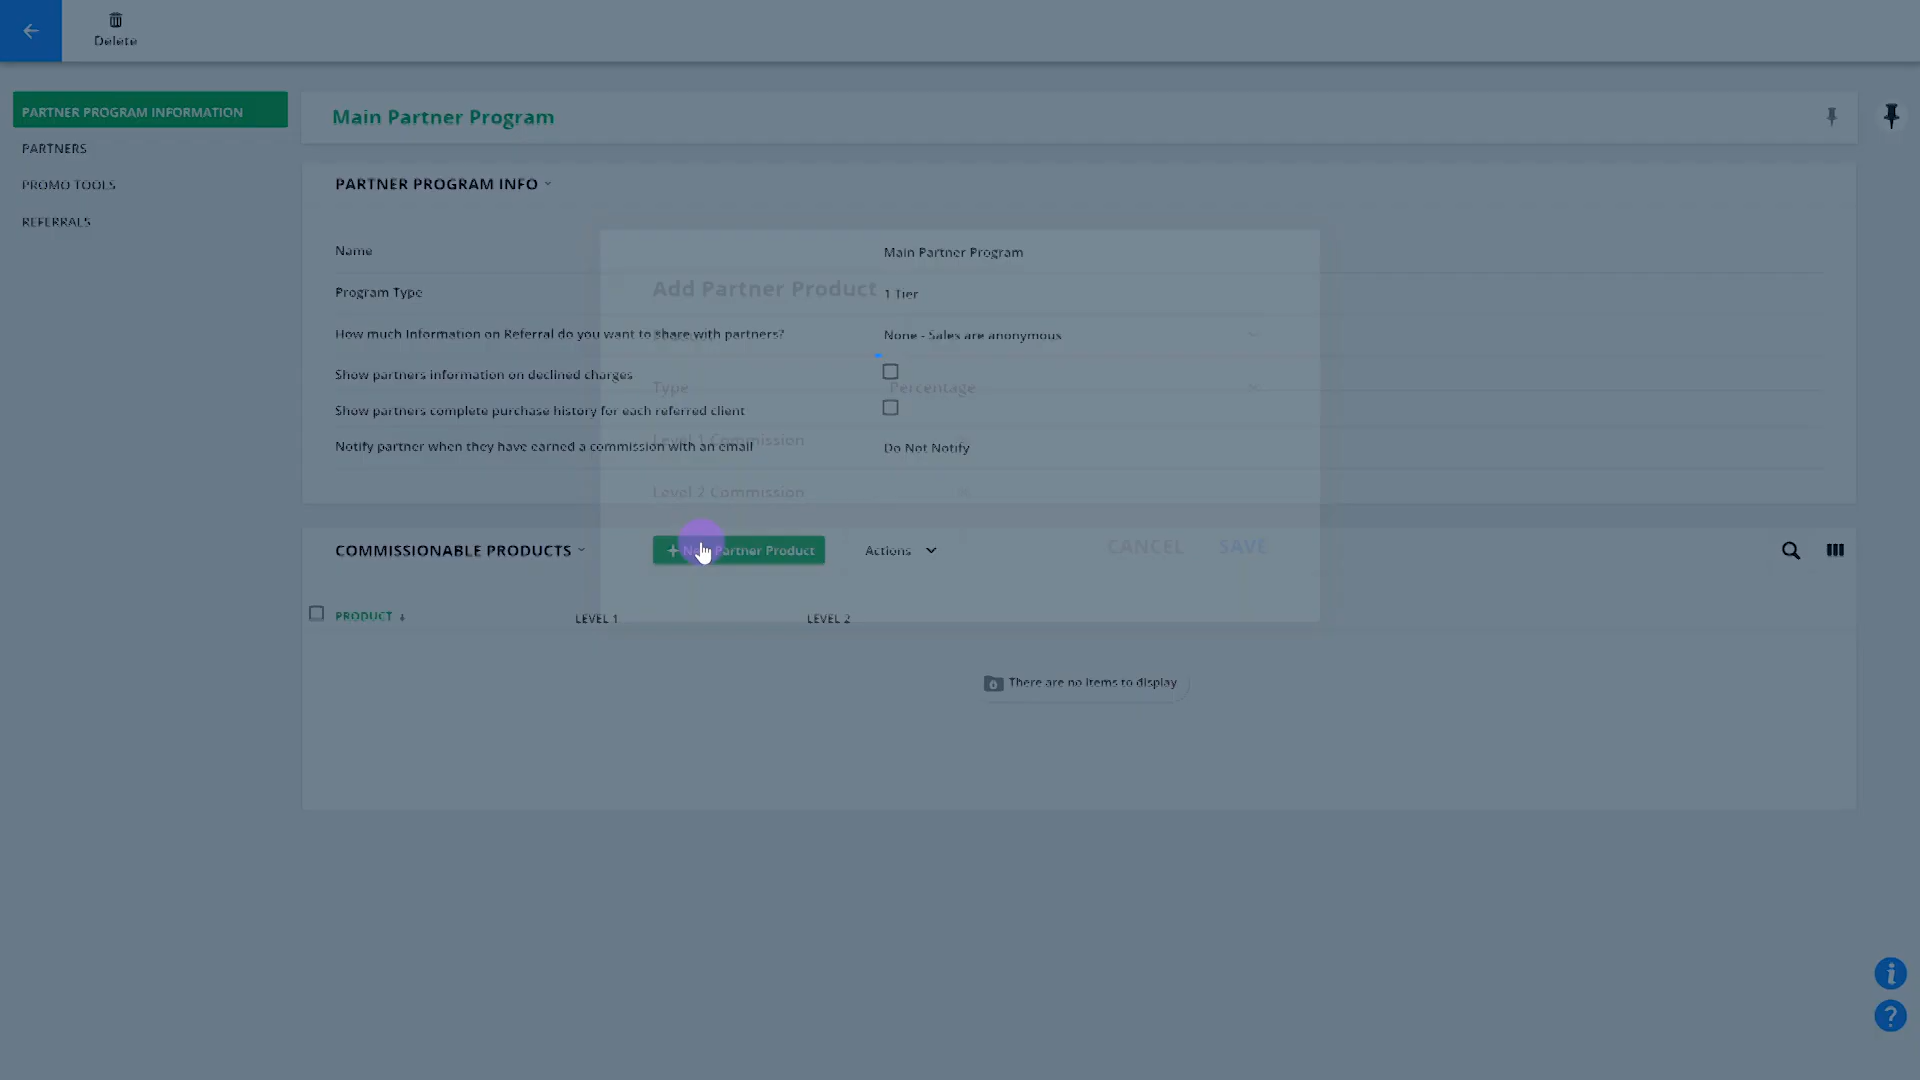 Delete
PARTNER PROGRAM INFORMATION
PARTNERS
PROMO TOOLS
REFERRALS
Main Partner Program
PARTNER PROGRAM INFO
Name
Main Partner Program
Add Partner Product
Program Type
1 Tier
How much Information on Referral do you want to share with partners?
None - Sales are anonymous
Show partners information on declined charges
Type
Percentage
Show partners complete purchase history for each referred client
Level 1 Commission
Notify partner when they have earned a commission with an email
Do Not Notify
Level 2 Commission
%
COMMISSIONABLE PRODUCTS
Partner Product
Actions
CANCEL
SAVE
PRODUCT
LEVEL 1
LEVEL 2
There are no items to display